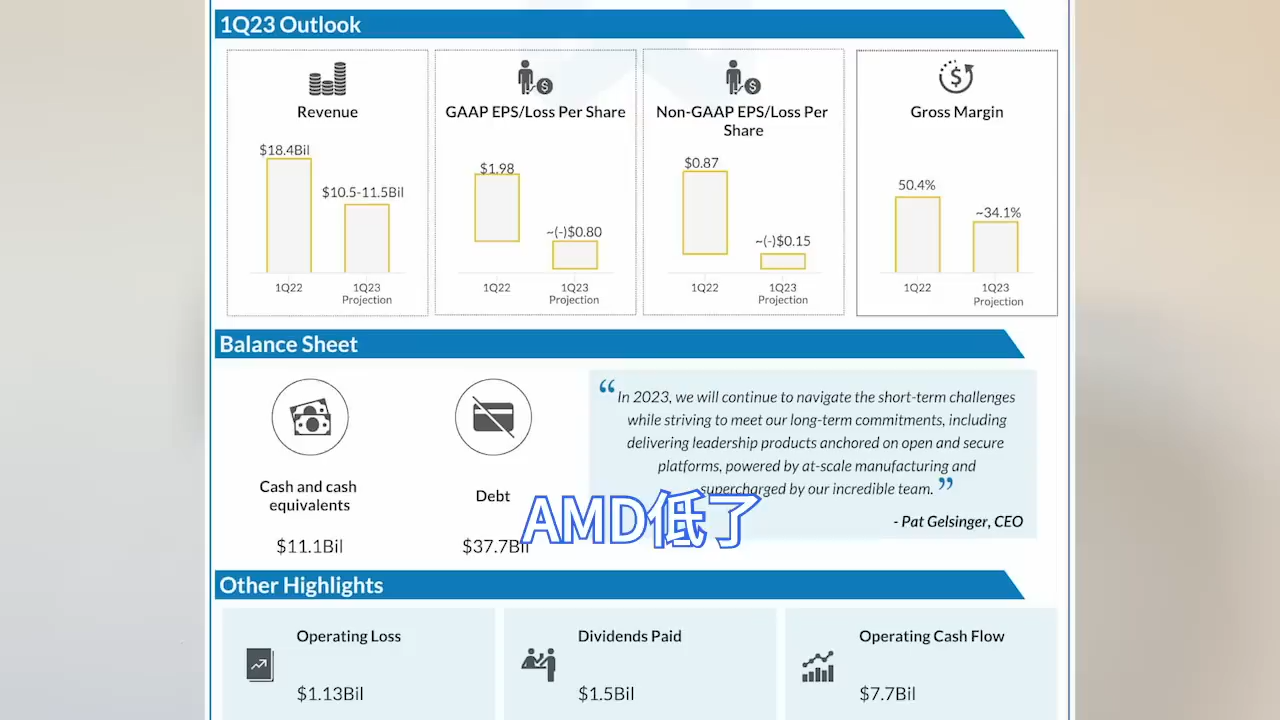 1Q23 Outlook
Revenue
$18.4Bil
$10.5-11.5Bil
1Q22
1Q23
Projection
GAAP EPS/Loss Per Share
$1.98
~(-)$0.80
1Q22
1Q23
Projection
Non-GAAP EPS/Loss Per
Share
$0.87
~(-)$0.15
1Q22
1Q23
Projection
Gross Margin
50.4%
~34.1%
1Q22
1Q23
Projection
Balance Sheet
Cash and cash
equivalents
$11.1Bil
Debt
$37.7Bil
“In 2023, we will continue to navigate the short-term challenges
while striving to meet our long-term commitments, including
delivering leadership products anchored on open and secure
platforms, powered by at-scale manufacturing and
supercharged by our incredible team.”
- Pat Gelsinger, CEO
AMD低了
Other Highlights
Operating Loss
$1.13Bil
Dividends Paid
$1.5Bil
Operating Cash Flow
$7.7Bil